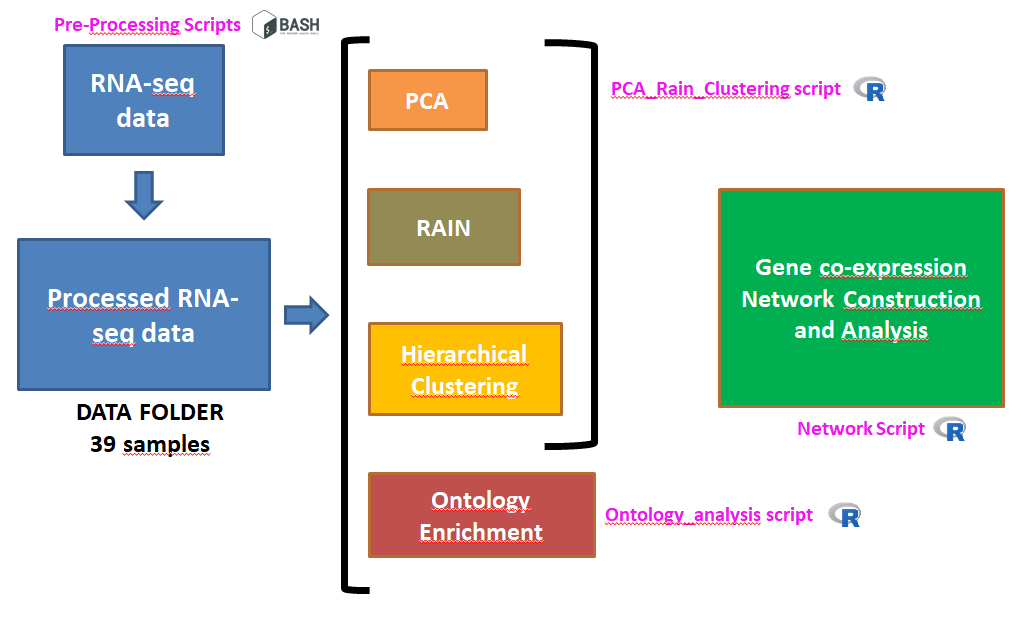 Pre-Processing Scripts
BASH
RNA-seq
data
Processed RNA-
seq data
DATA FOLDER
39 samples
PCA
RAIN
Hierarchical
Clustering
Ontology
Enrichment
PCA_Rain_Clustering script
R
Gene co-expression
Network Construction
and Analysis
Network Script
R
Ontology_analysis script
R